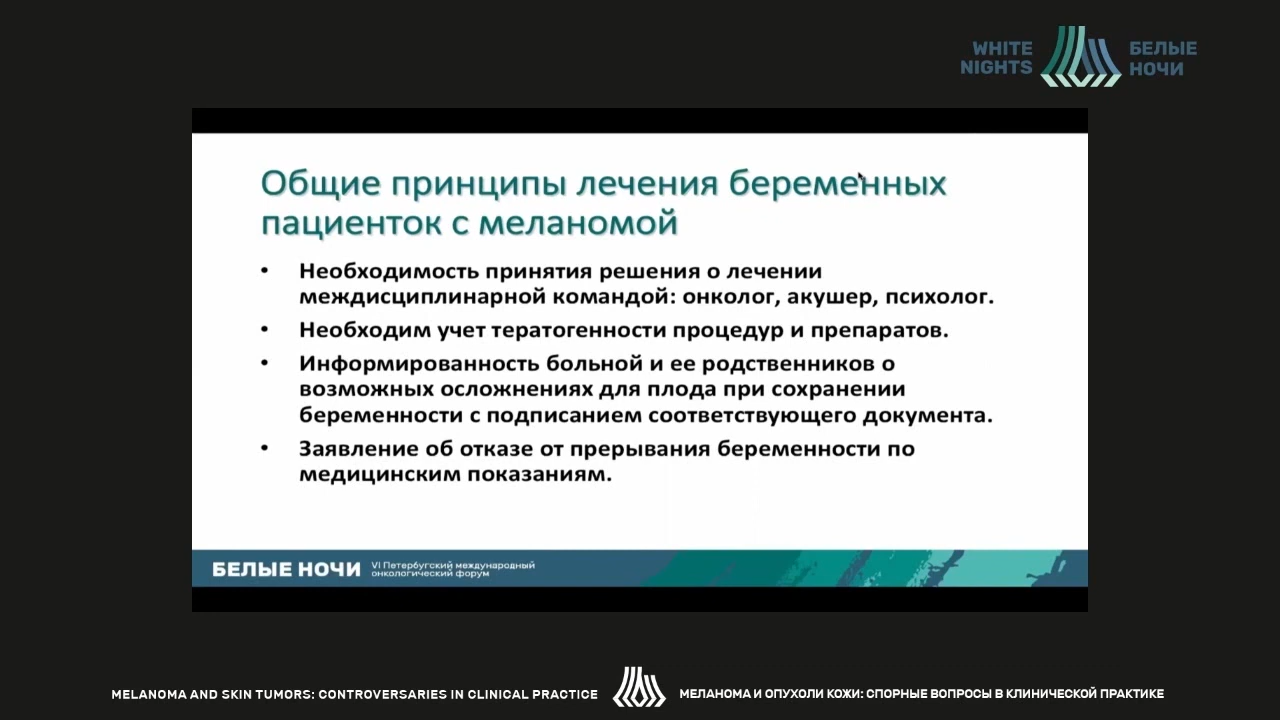 WHITE
NIGHTS
БЕЛЫЕ
НОЧИ
Общие принципы лечения беременных
пациенток с меланомой
• Необходимость принятия решения о лечении
междисциплинарной командой: онколог, акушер, психолог.
• Необходим учет тератогенности процедур и препаратов.
• Информированность больной и ее родственников о
возможных осложнениях для плода при сохранении
беременности с подписанием соответствующего документа.
• Заявление об отказе от прерывания беременности по
медицинским показаниям.
БЕЛЫЕ НОЧИ
VI Петербугский международный
онкологический форум
MELANOMA AND SKIN TUMORS: CONTROVERSARIES IN CLINICAL PRACTICE
МЕЛАНОМА И ОПУХОЛИ КОЖИ: СПОРНЫЕ ВОПРОСЫ В КЛИНИЧЕСКОЙ ПРАКТИКЕ